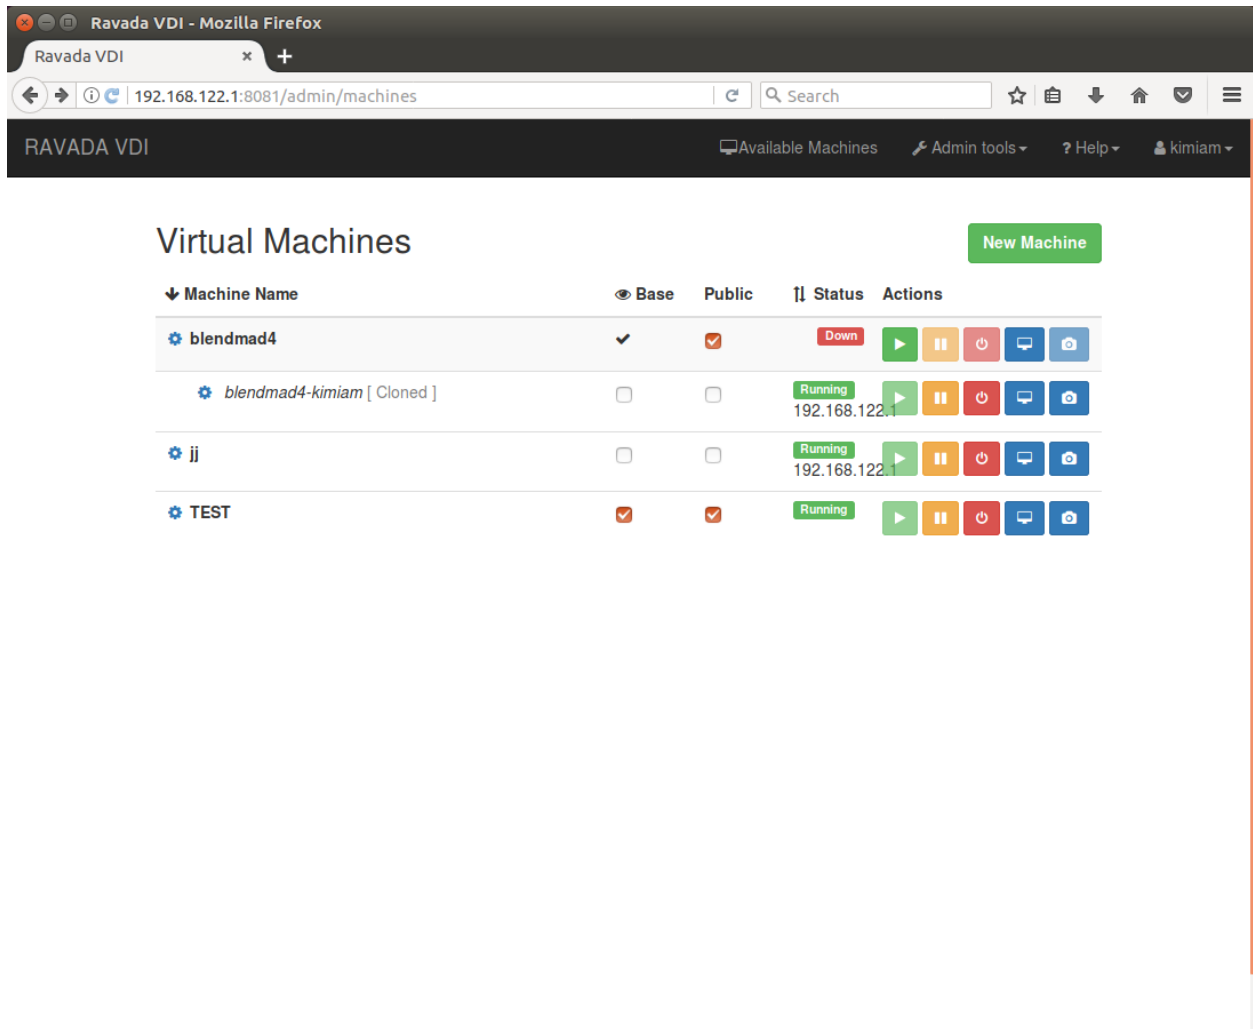 Ravada VDI - Mozilla Firefox
Ravada VDI
192.168.122.1:8081/admin/machines
Search
RAVADA VDI Available Machines Admin tools ? Help kimiam
Virtual Machines New Machine
Machine Name Base Public Status Actions
blendmad4 Down
blendmad4-kimiam [ Cloned ] Running
192.168.122.1
jj Running
192.168.122.1
TEST Running